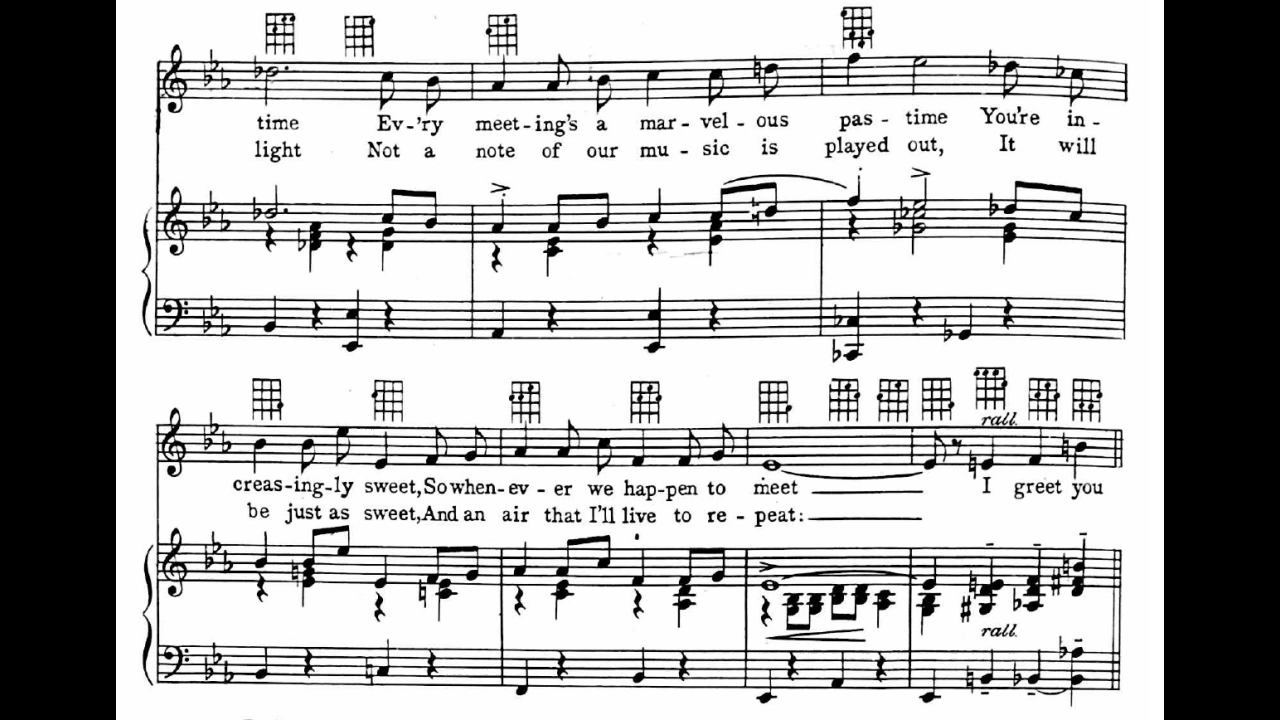 time Ev-'ry meet-ing's a mar-vel-ous pas-time You're in-
light Not a note of our mu-sic is played out, It will
rall.
creas-ing-ly sweet, So when-ev-er we hap-pen to meet I greet you
be just as sweet, And an air that I'll live to re-peat:
rall.